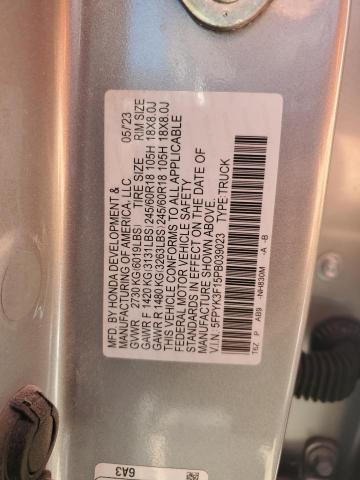 MFD. BY HONDA DEVELOPMENT & 05/23
MANUFACTURING OF AMERICA, LLC
GVWR 2730 KG(6019LBS) TIRE SIZE RIM SIZE
GAWR F 1420 KG(3131LBS) 245/60R18 105H 18X8.0J
GAWR R 1480 KG(3263LBS) 245/60R18 105H 18X8.0J
THIS VEHICLE CONFORMS TO ALL APPLICABLE
FEDERAL MOTOR VEHICLE SAFETY
STANDARDS IN EFFECT ON THE DATE OF
MANUFACTURE SHOWN ABOVE.
V.I.N. 5FPYK3F15PB039023 TYPE:TRUCK
T6Z P AB9 -NH830M -A -B
6A3